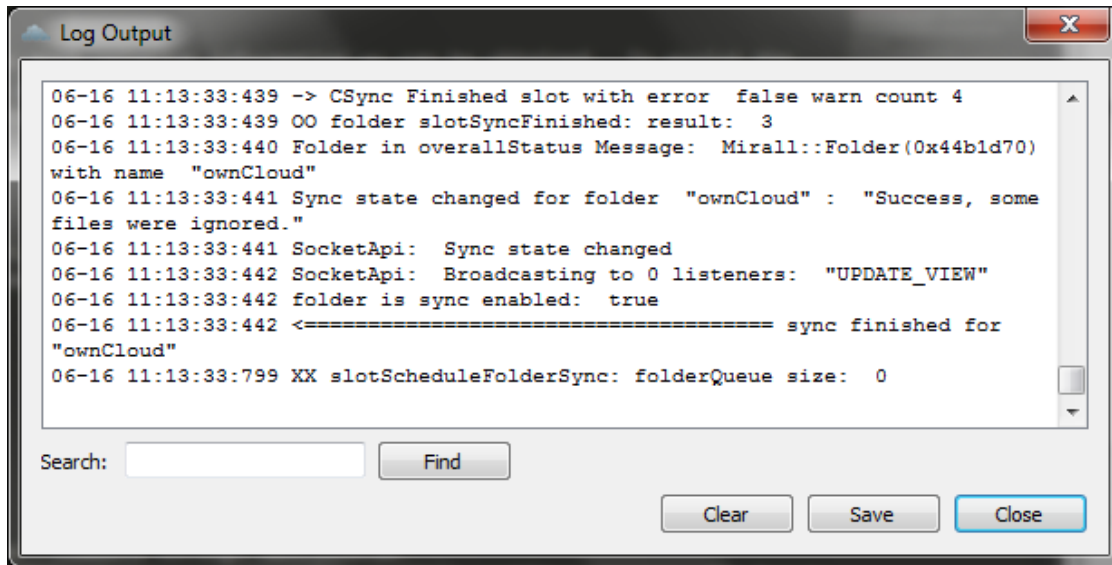 Log Output
06-16 11:13:33:439 -> CSync Finished slot with error  false warn count 4
06-16 11:13:33:439 OO folder slotSyncFinished: result:  3
06-16 11:13:33:440 Folder in overallStatus Message:  Mirall::Folder(0x44b1d70)
with name  "ownCloud"
06-16 11:13:33:441 Sync state changed for folder  "ownCloud" :  "Success, some
files were ignored."
06-16 11:13:33:441 SocketApi:  Sync state changed
06-16 11:13:33:442 SocketApi:  Broadcasting to 0 listeners:  "UPDATE_VIEW"
06-16 11:13:33:442 folder is sync enabled:  true
06-16 11:13:33:442 <===================================== sync finished for
"ownCloud"
06-16 11:13:33:799 XX slotScheduleFolderSync: folderQueue size:  0
Search:
Find
Clear
Save
Close